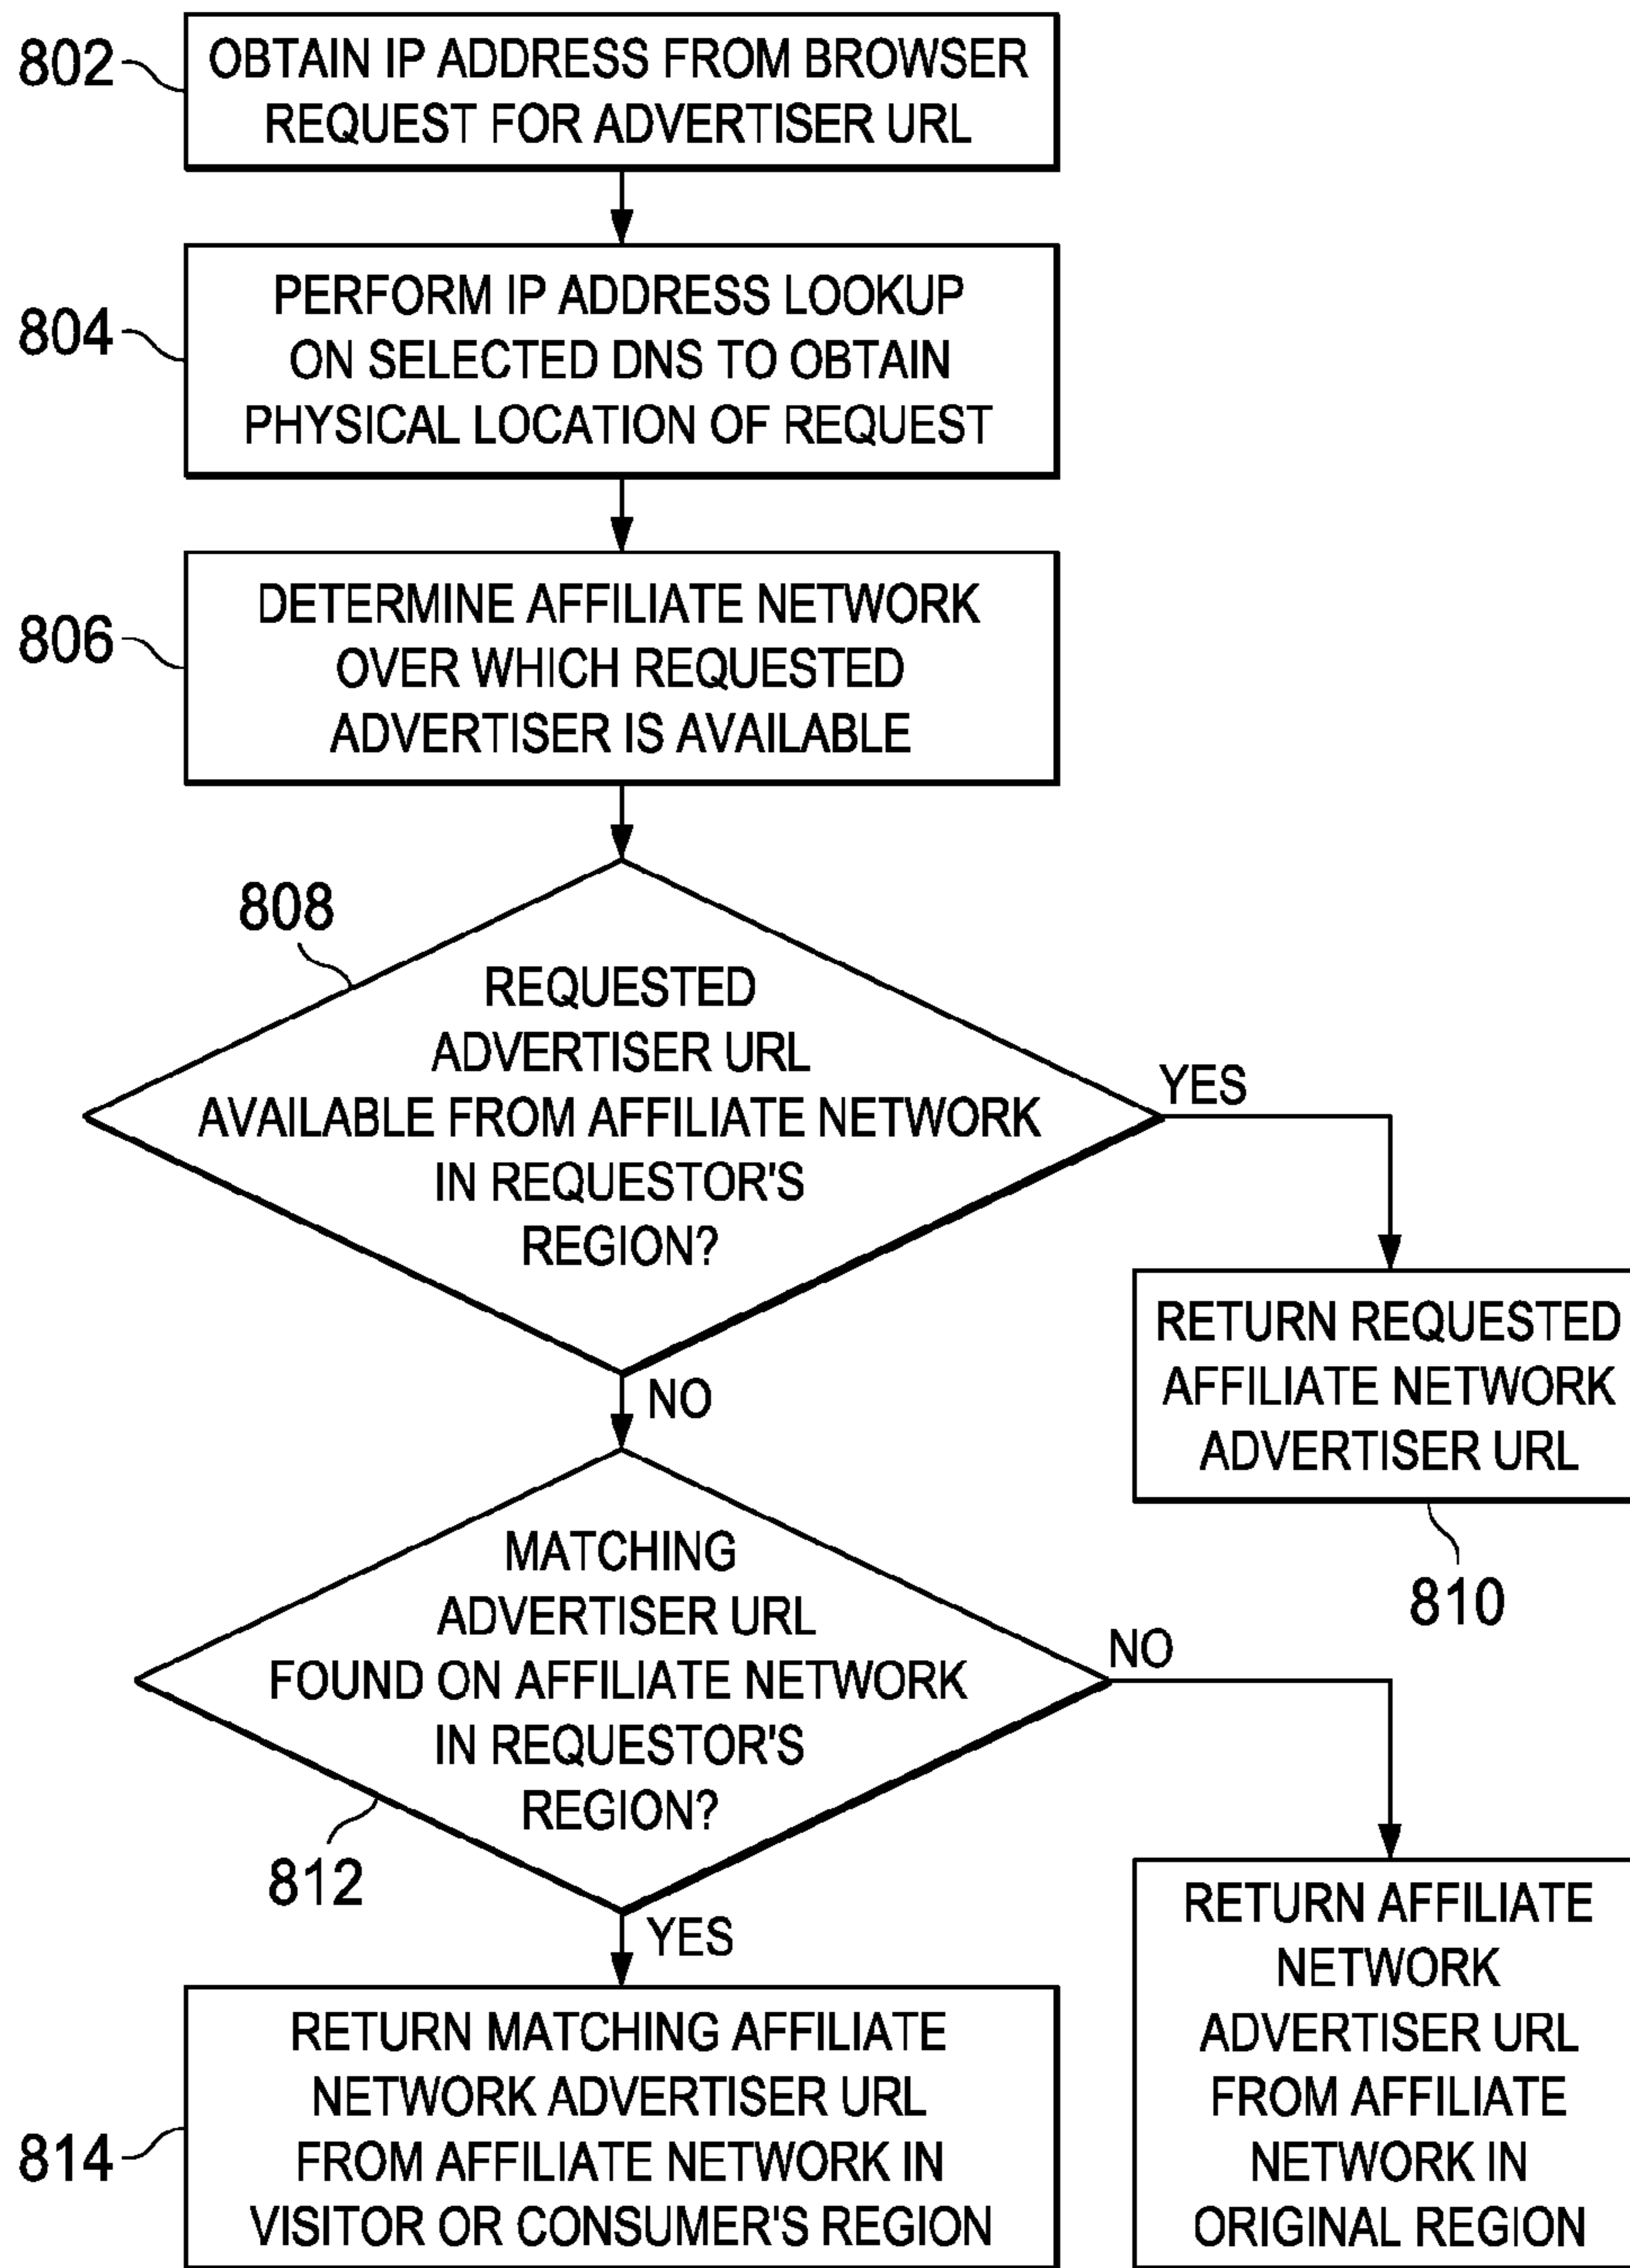 802
OBTAIN IP ADDRESS FROM BROWSER
REQUEST FOR ADVERTISER URL
804
PERFORM IP ADDRESS LOOKUP
ON SELECTED DNS TO OBTAIN
PHYSICAL LOCATION OF REQUEST
806
DETERMINE AFFILIATE NETWORK
OVER WHICH REQUESTED
ADVERTISER IS AVAILABLE
808
REQUESTED
ADVERTISER URL
AVAILABLE FROM AFFILIATE NETWORK
IN REQUESTOR'S
REGION?
YES
NO
RETURN REQUESTED
AFFILIATE NETWORK
ADVERTISER URL
810
MATCHING
ADVERTISER URL
FOUND ON AFFILIATE NETWORK
IN REQUESTOR'S
REGION?
812
NO
YES
814
RETURN MATCHING AFFILIATE
NETWORK ADVERTISER URL
FROM AFFILIATE NETWORK IN
VISITOR OR CONSUMER'S REGION
RETURN AFFILIATE
NETWORK
ADVERTISER URL
FROM AFFILIATE
NETWORK IN
ORIGINAL REGION